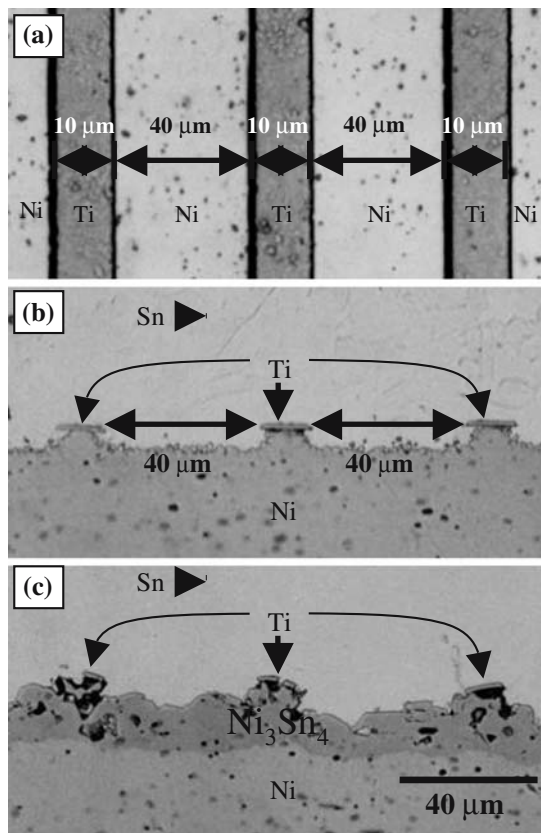 (a)
10 μm 40 μm 10 μm 40 μm 10 μm
Ni Ti Ni Ti Ni Ti Ni
(b)
Sn
Ti
40 μm 40 μm
Ni
(c)
Sn
Ti
Ni₃Sn₄
Ni
40 μm